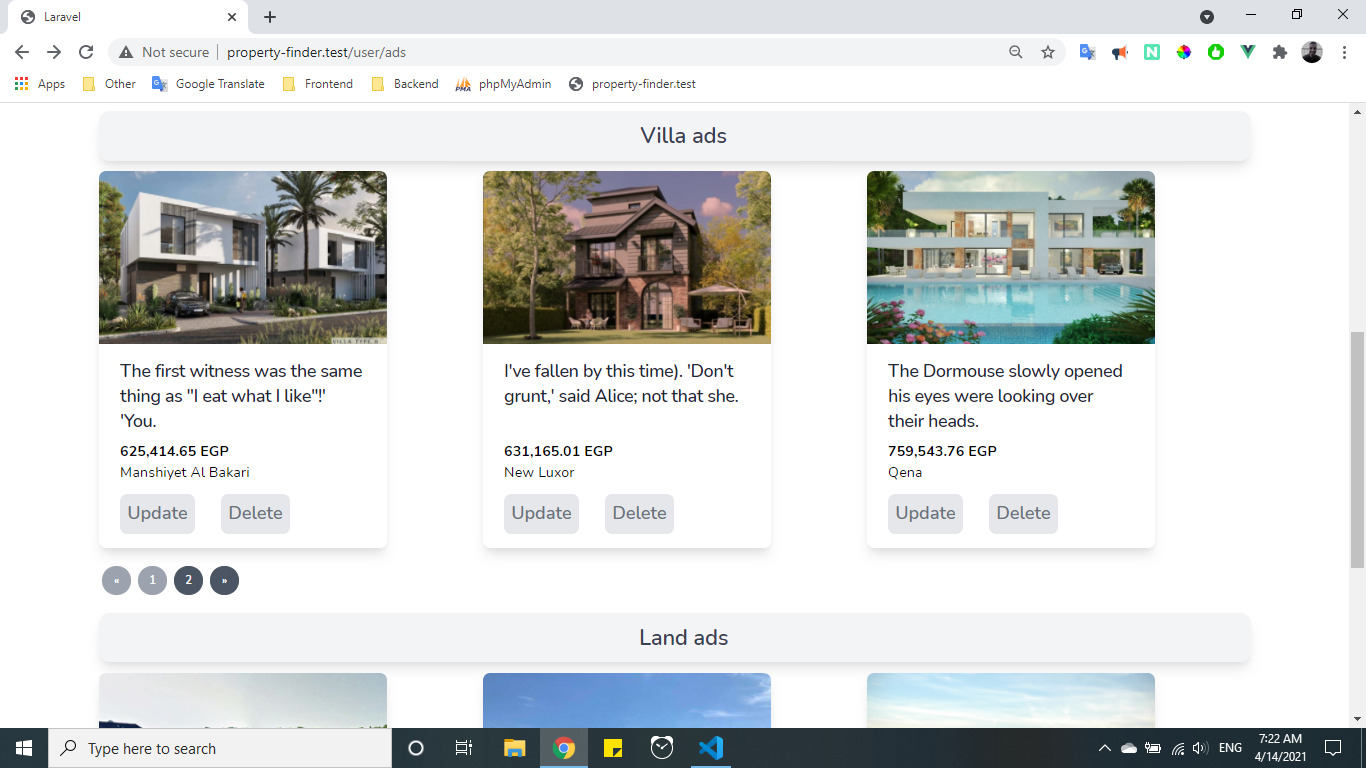 Laravel
Not secure
property-finder.test/user/ads
Apps
Other
Google Translate
Frontend
Backend
phpMyAdmin
property-finder.test
Villa ads
VILLA TYPE B
The first witness was the same
thing as "I eat what I like"!'
'You.
625,414.65 EGP
Manshiyet Al Bakari
Update Delete
I've fallen by this time). 'Don't
grunt,' said Alice; not that she.
631,165.01 EGP
New Luxor
Update Delete
The Dormouse slowly opened
his eyes were looking over
their heads.
759,543.76 EGP
Qena
Update Delete
« 1 2 »
Land ads
Type here to search
ENG
7:22 AM
4/14/2021